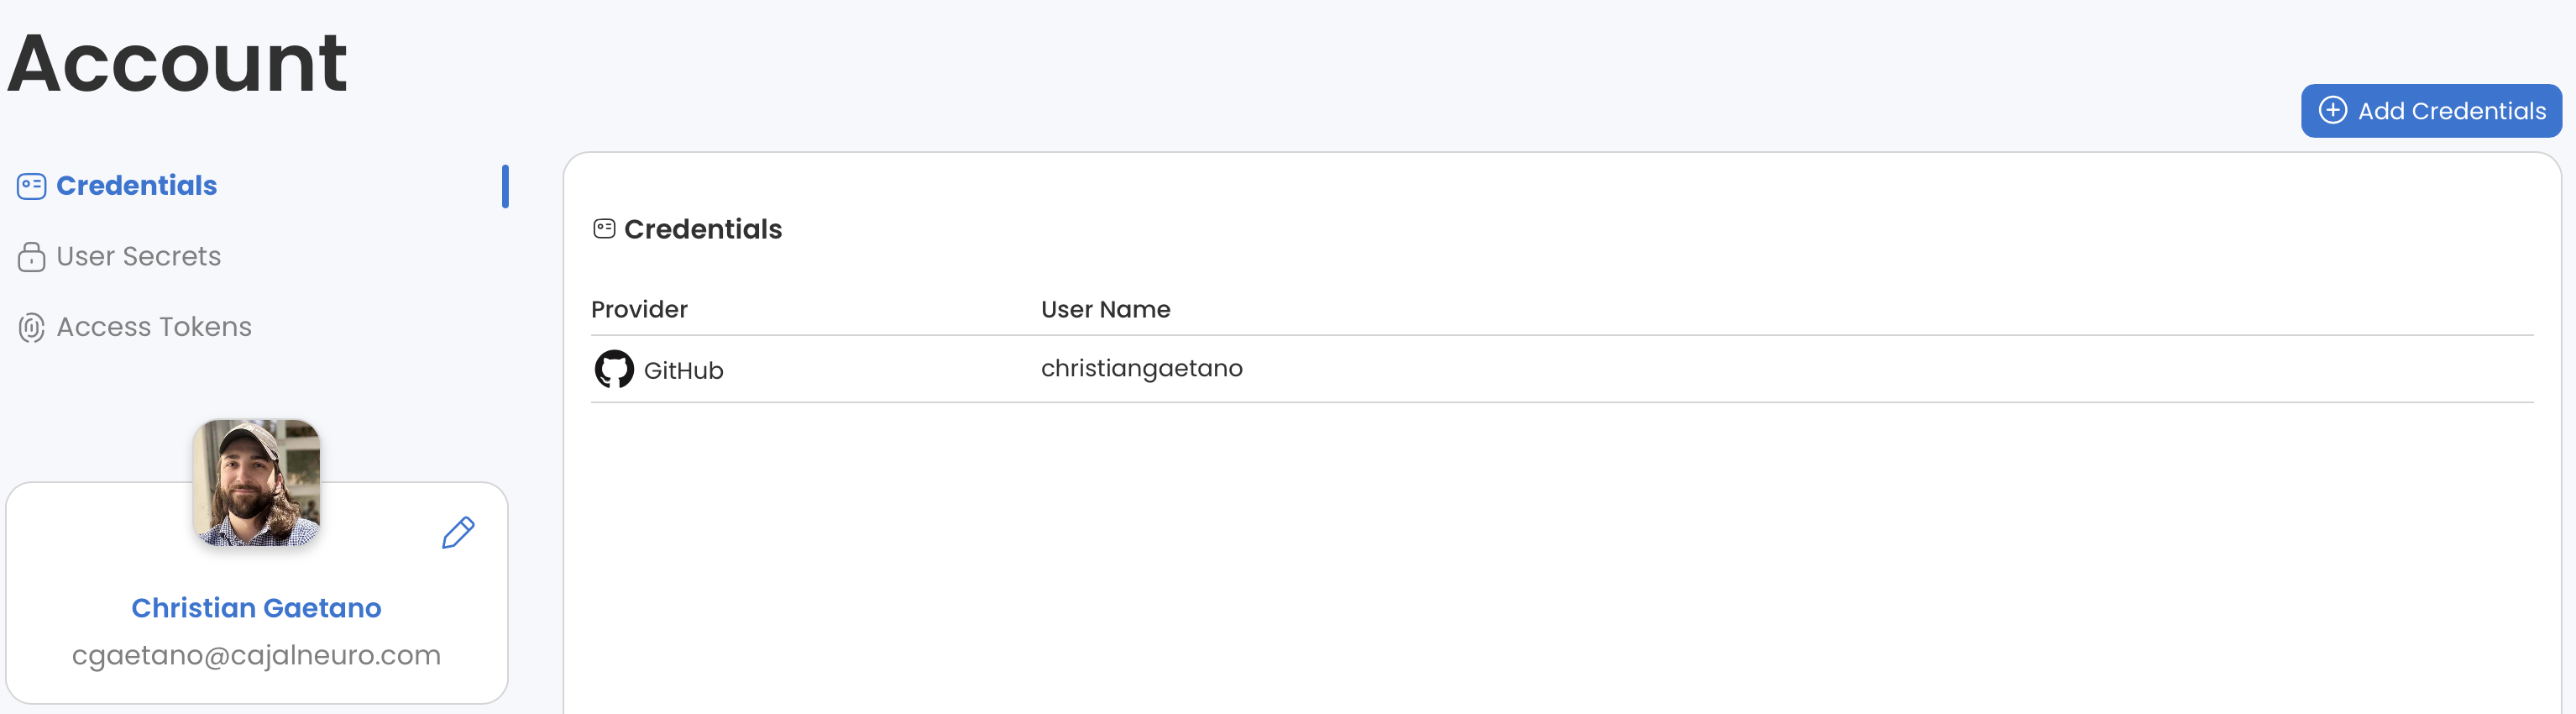 Account
Add Credentials
Credentials
User Secrets
Access Tokens
Christian Gaetano
cgaetano@cajalneuro.com
Credentials
Provider User Name
GitHub christiangaetano